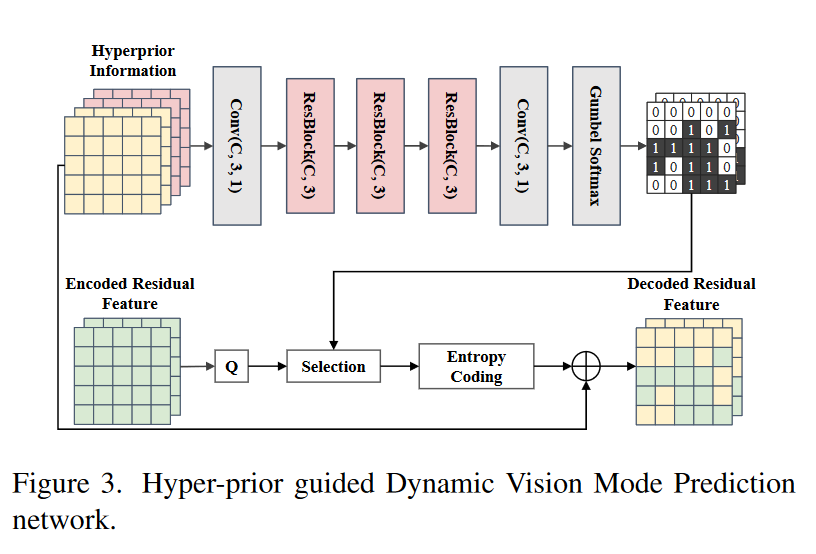 Hyperprior
Information
Conv(C, 3, 1)
ResBlock(C, 3)
ResBlock(C, 3)
ResBlock(C, 3)
Conv(C, 3, 1)
Gumbel Softmax
0 0 0 0 0
0 0 1 0 1
1 1 1 1 0
1 0 1 1 0
0 0 1 1 1
Encoded Residual
Feature
Q
Selection
Entropy
Coding
Decoded Residual
Feature
Figure 3. Hyper-prior guided Dynamic Vision Mode Prediction
network.